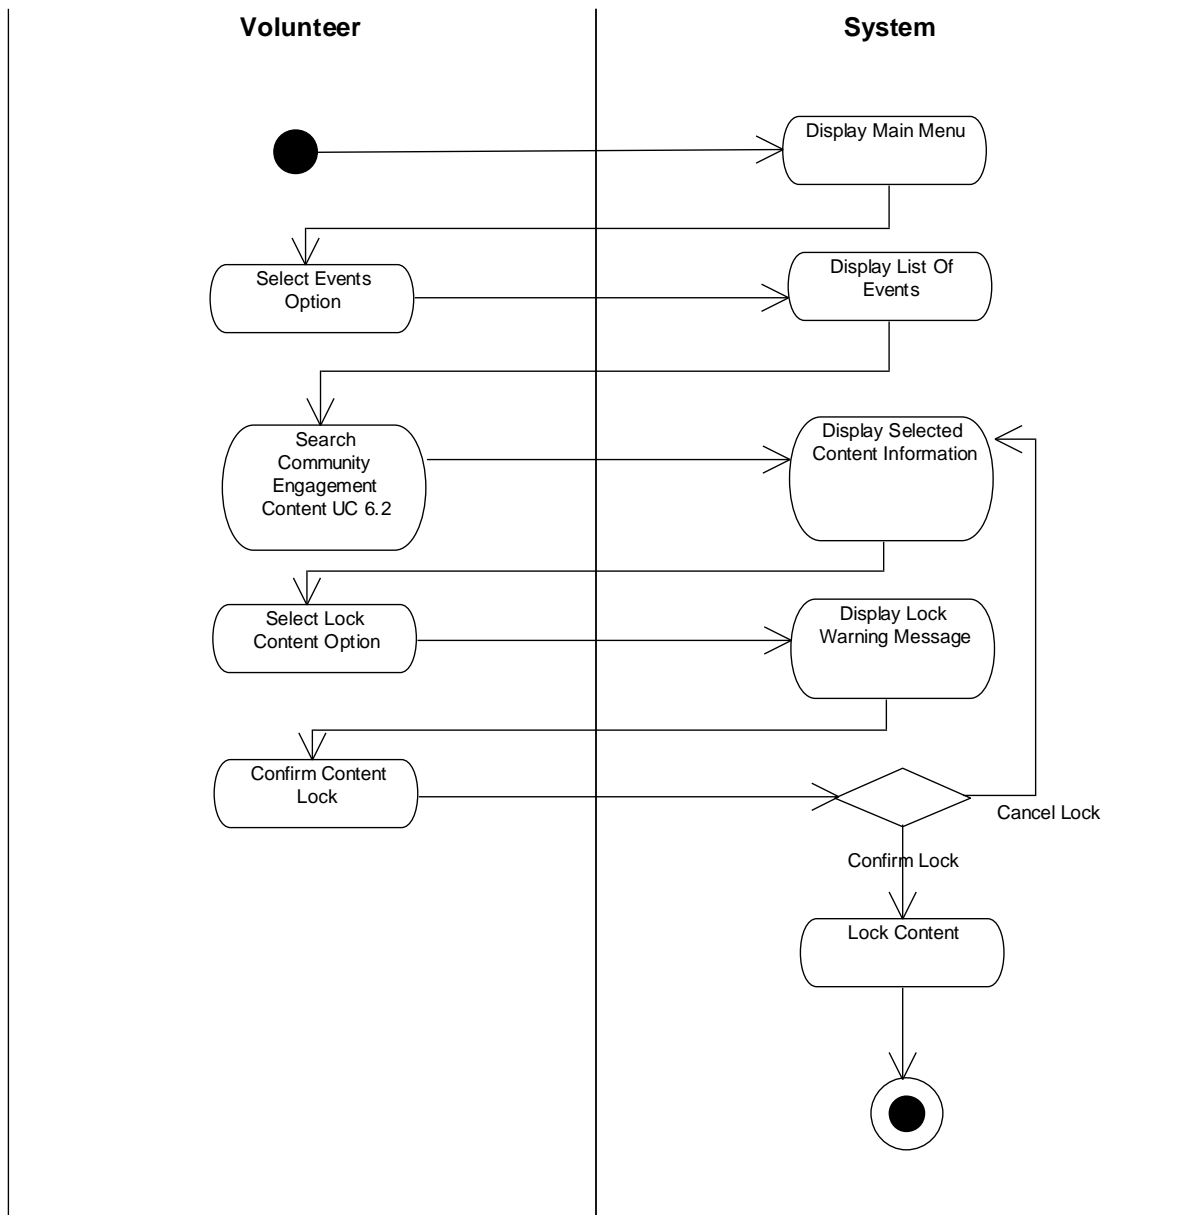 Volunteer
System
Display Main Menu
Select Events
Option
Display List Of
Events
Search
Community
Engagement
Content UC 6.2
Display Selected
Content Information
Select Lock
Content Option
Display Lock
Warning Message
Confirm Content
Lock
Cancel Lock
Confirm Lock
Lock Content